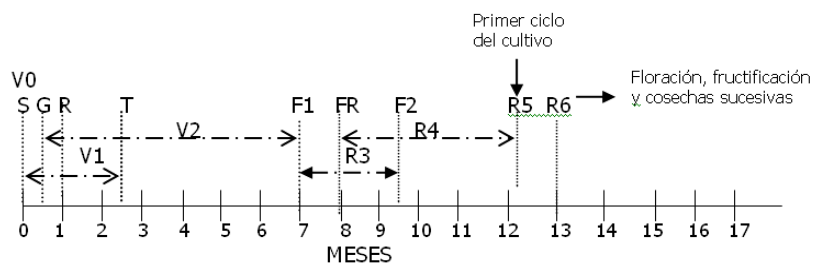 Primer ciclo
del cultivo
Floración, fructificación
y cosechas sucesivas
V0
S G R T F1 FR F2 R5 R6
V2 R4
V1 R3
0 1 2 3 4 5 6 7 8 9 10 11 12 13 14 15 16 17
MESES